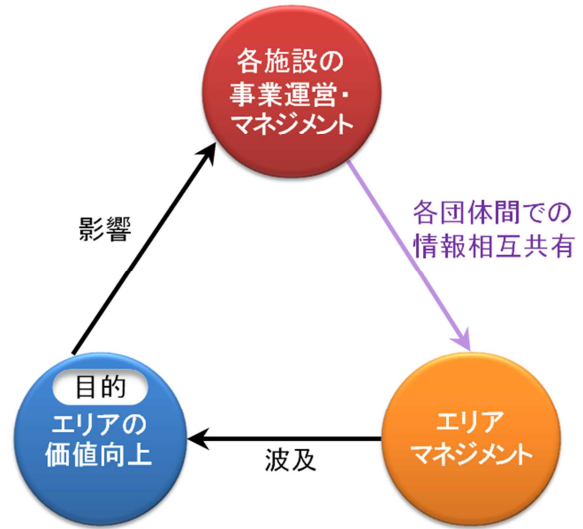 各施設の
事業運営・
マネジメント
影響
各団体間での
情報相互共有
目的
エリアの
価値向上
波及
エリア
マネジメント